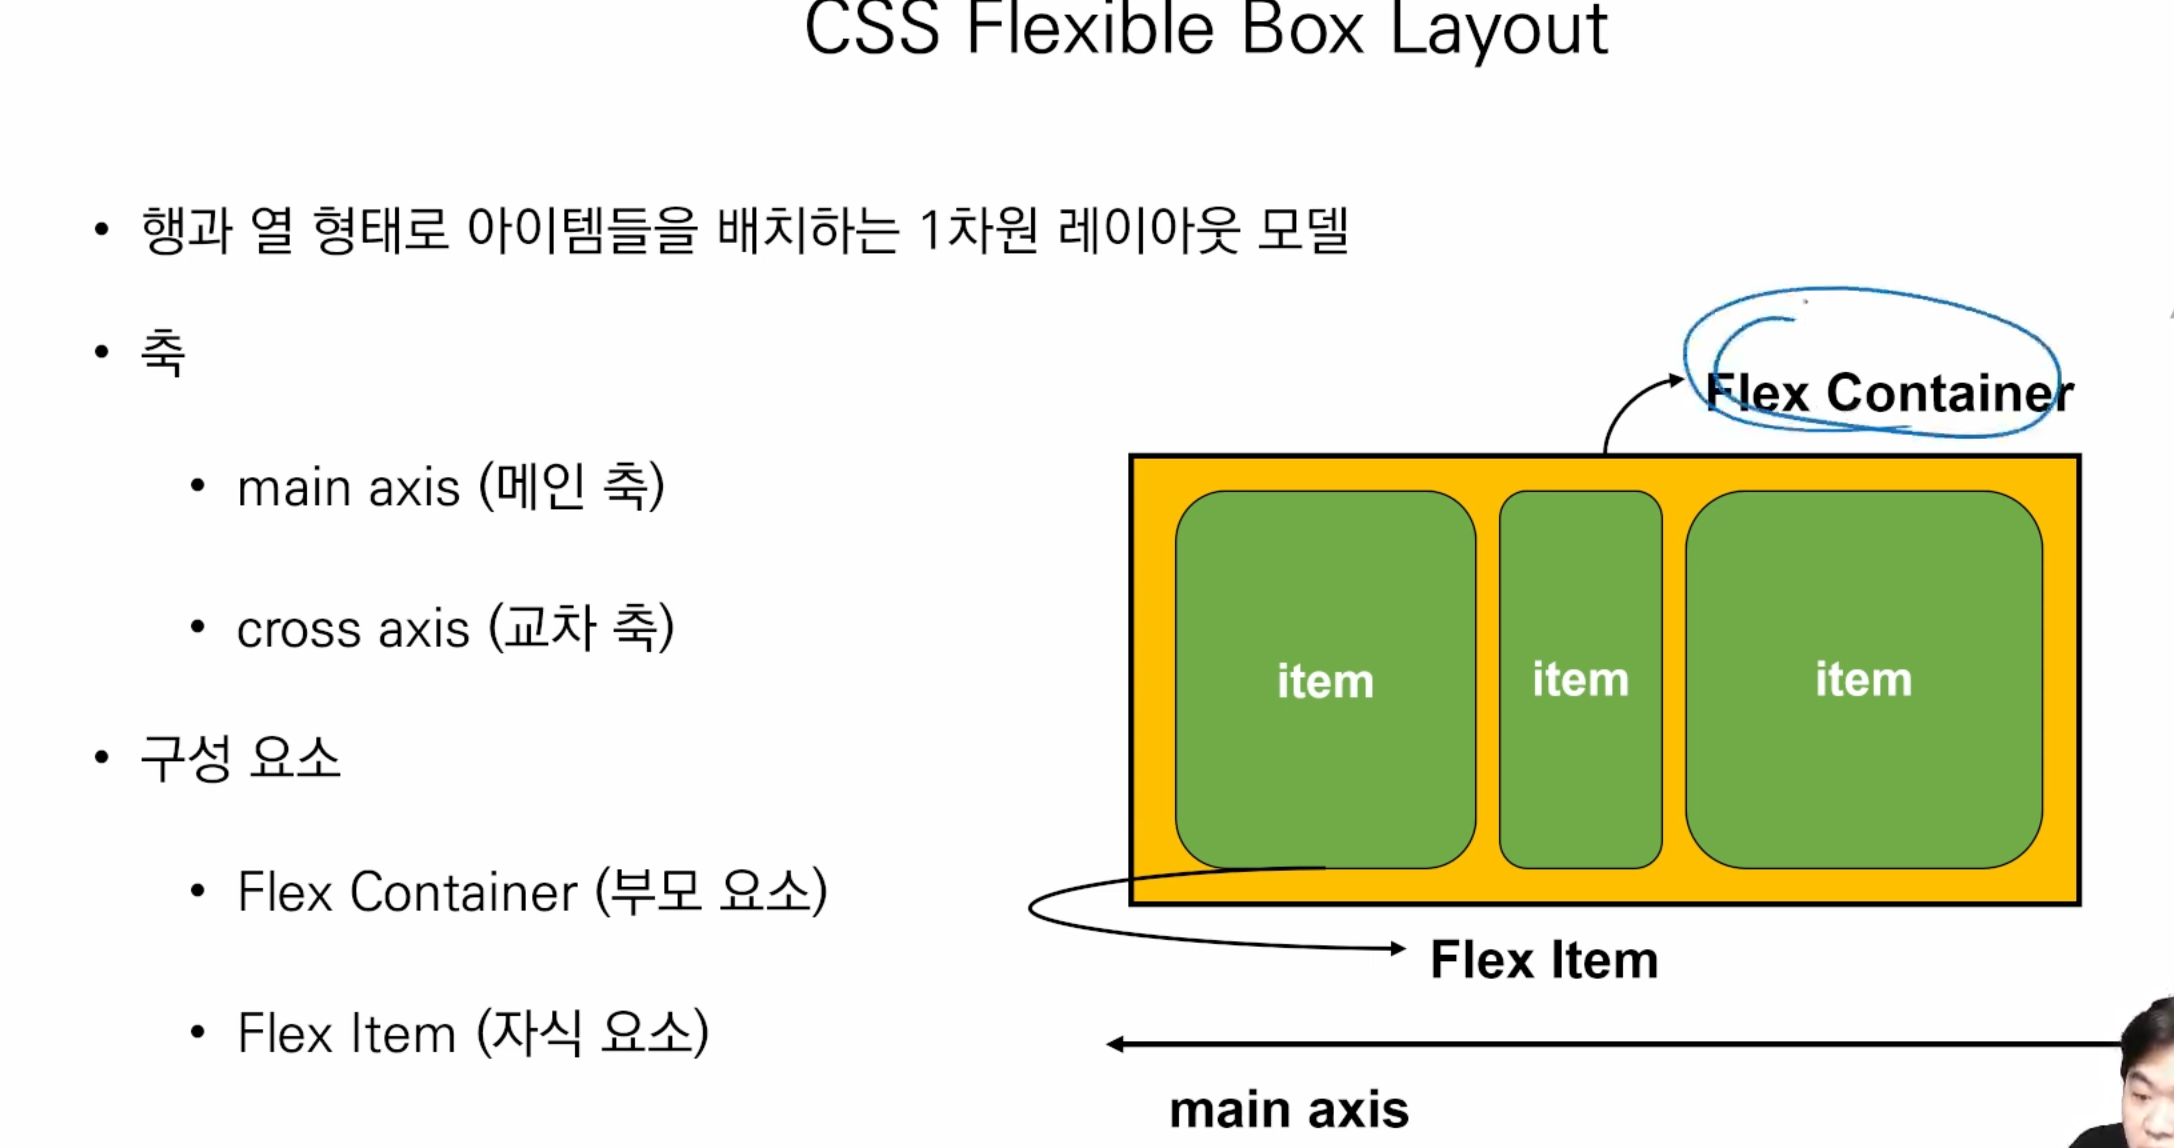 CSS Flexible Box Layout
• 행과 열 형태로 아이템들을 배치하는 1차원 레이아웃 모델
• 축
• main axis (메인 축)
• cross axis (교차 축)
• 구성 요소
• Flex Container (부모 요소)
• Flex Item (자식 요소)
Flex Container
item
item
item
Flex Item
main axis